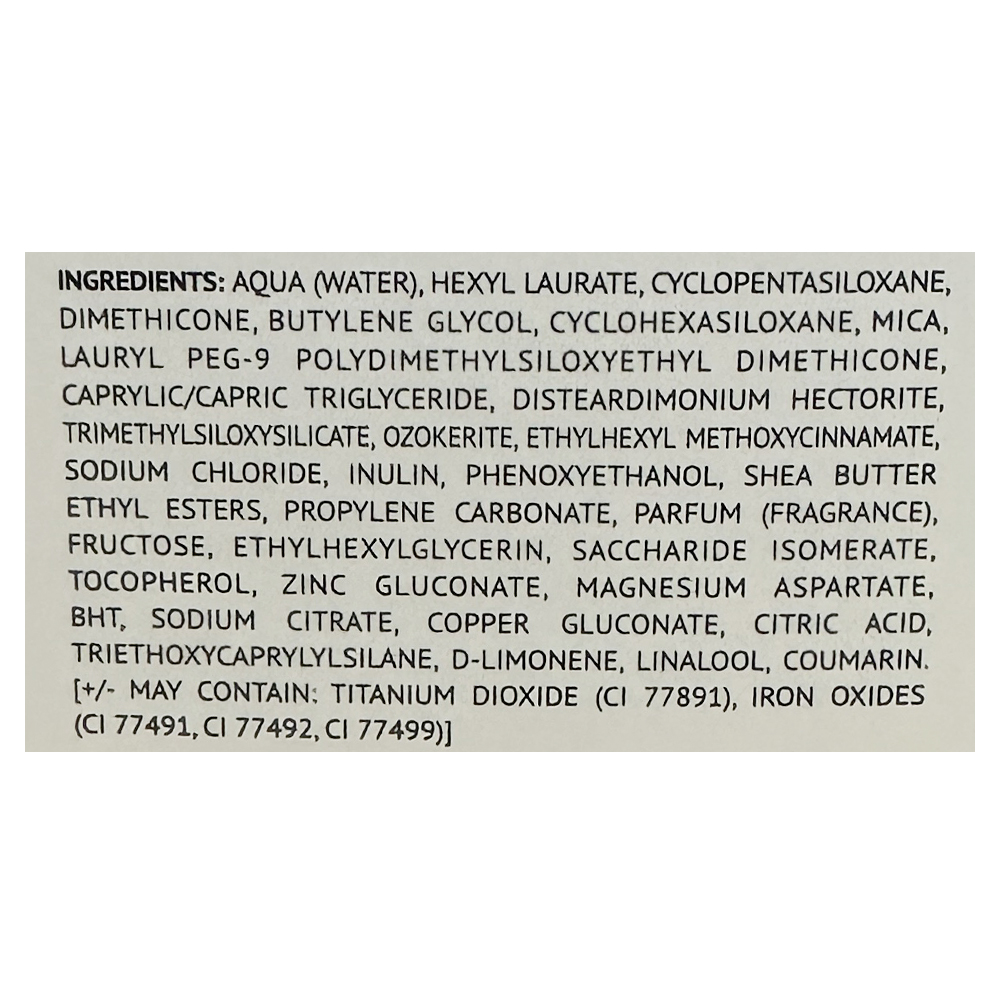 INGREDIENTS: AQUA (WATER), HEXYL LAURATE, CYCLOPENTASILOXANE,
DIMETHICONE, BUTYLENE GLYCOL, CYCLOHEXASILOXANE, MICA,
LAURYL PEG-9 POLYDIMETHYLSILOXYETHYL DIMETHICONE,
CAPRYLIC/CAPRIC TRIGLYCERIDE, DISTEARDIMONIUM HECTORITE,
TRIMETHYLSILOXYSILICATE, OZOKERITE, ETHYLHEXYL METHOXYCINNAMATE,
SODIUM CHLORIDE, INULIN, PHENOXYETHANOL, SHEA BUTTER
ETHYL ESTERS, PROPYLENE CARBONATE, PARFUM (FRAGRANCE),
FRUCTOSE, ETHYLHEXYLGLYCERIN, SACCHARIDE ISOMERATE,
TOCOPHEROL, ZINC GLUCONATE, MAGNESIUM ASPARTATE,
BHT, SODIUM CITRATE, COPPER GLUCONATE, CITRIC ACID,
TRIETHOXYCAPRYLYLSILANE, D-LIMONENE, LINALOOL, COUMARIN.
[+/- MAY CONTAIN: TITANIUM DIOXIDE (CI 77891), IRON OXIDES
(CI 77491, CI 77492, CI 77499)]